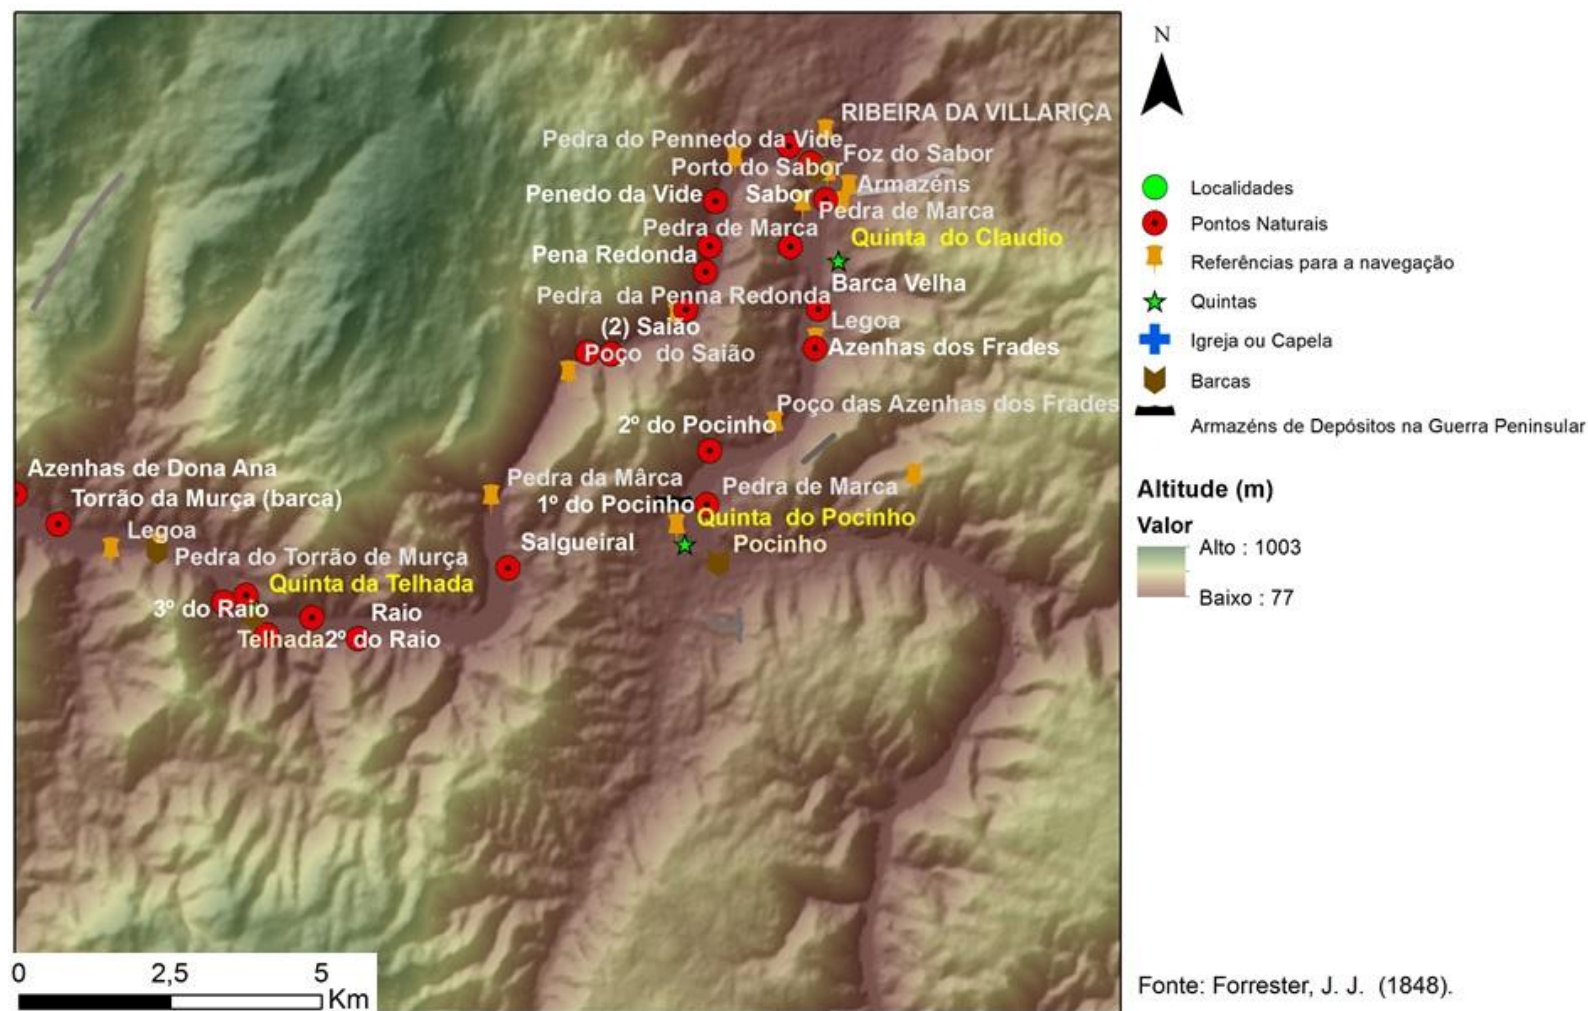 N
RIBEIRA DA VILLARIÇA
Pedra do Pennedo da Vide
Foz do Sabor
Porto do Sabor
Armazéns
Penedo da Vide
Sabor
Pedra de Marca
Pedra de Marca
Quinta do Claudio
Pena Redonda
Barca Velha
Pedra da Penna Redonda
Legoa
(2) Saião
Azenhas dos Frades
Poço do Saião
Poço das Azenhas dos Frades
2º do Pocinho
Azenhas de Dona Ana
Pedra da Mârca
Pedra de Marca
Torrão da Murça (barca)
1º do Pocinho
Quinta do Pocinho
Legoa
Salgueiral
Pocinho
Pedra do Torrão de Murça
Quinta da Telhada
3º do Raio
Raio
Telhada
2º do Raio
0
2,5
5
Km
Localidades
Pontos Naturais
Referências para a navegação
Quintas
Igreja ou Capela
Barcas
Armazéns de Depósitos na Guerra Peninsular
Altitude (m)
Valor
Alto : 1003
Baixo : 77
Fonte: Forrester, J. J. (1848).